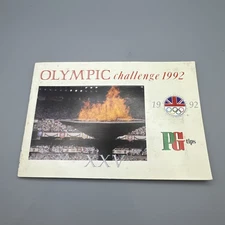 OLYMPIC challenge 1992
19 92
PG
tips
XXV